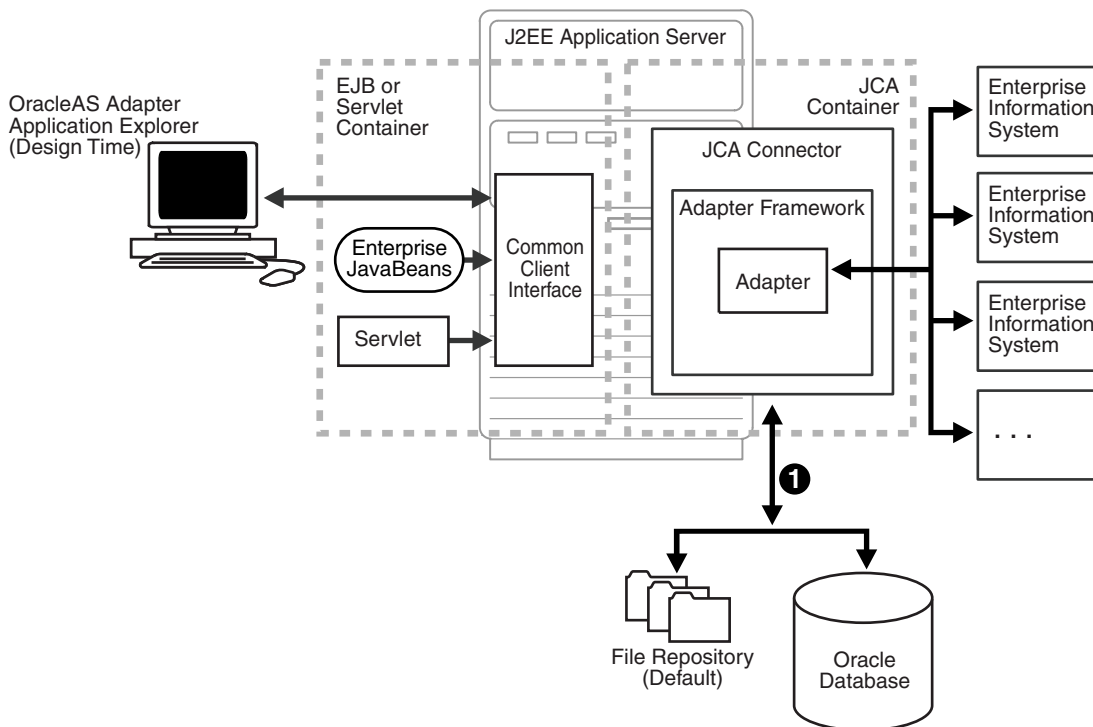 J2EE Application Server
EJB or
Servlet
Container
JCA
Container
OracleAS Adapter
Application Explorer
(Design Time)
JCA Connector
Adapter Framework
Adapter
Enterprise
JavaBeans
Servlet
Common
Client
Interface
Enterprise
Information
System
Enterprise
Information
System
Enterprise
Information
System
. . .
1
File Repository
(Default)
Oracle
Database